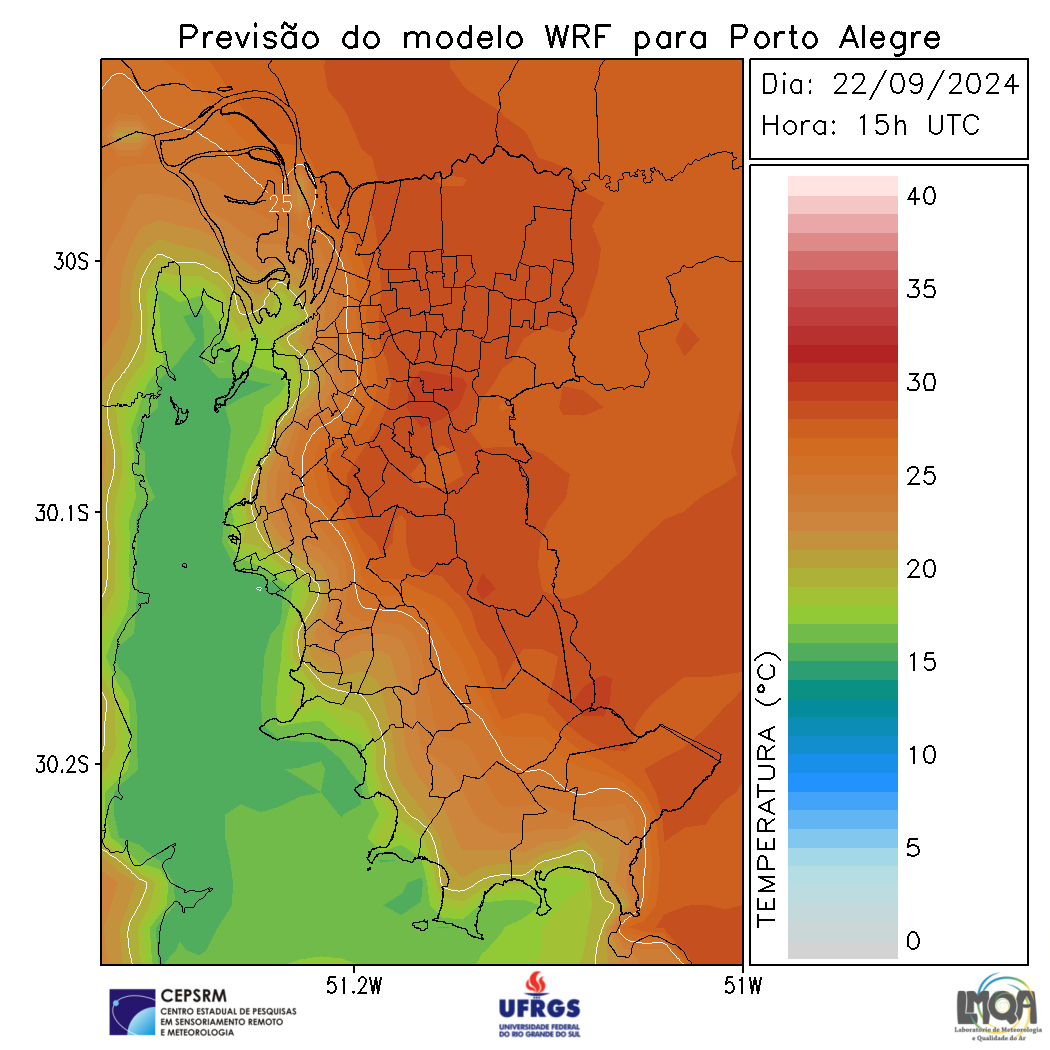 Previsão do modelo WRF para Porto Alegre
Dia: 22/09/2024
Hora: 15h UTC
25
30S
30.1S
30.2S
51.2W
51W
40
35
30
25
20
15
10
5
0
TEMPERATURA (°C)
CEPSRM
CENTRO ESTADUAL DE PESQUISAS
EM SENSORIAMENTO REMOTO
E METEOROLOGIA
UFRGS
UNIVERSIDADE FEDERAL
DO RIO GRANDE DO SUL
LMQA
Laboratório de Meteorologia
e Qualidade do Ar